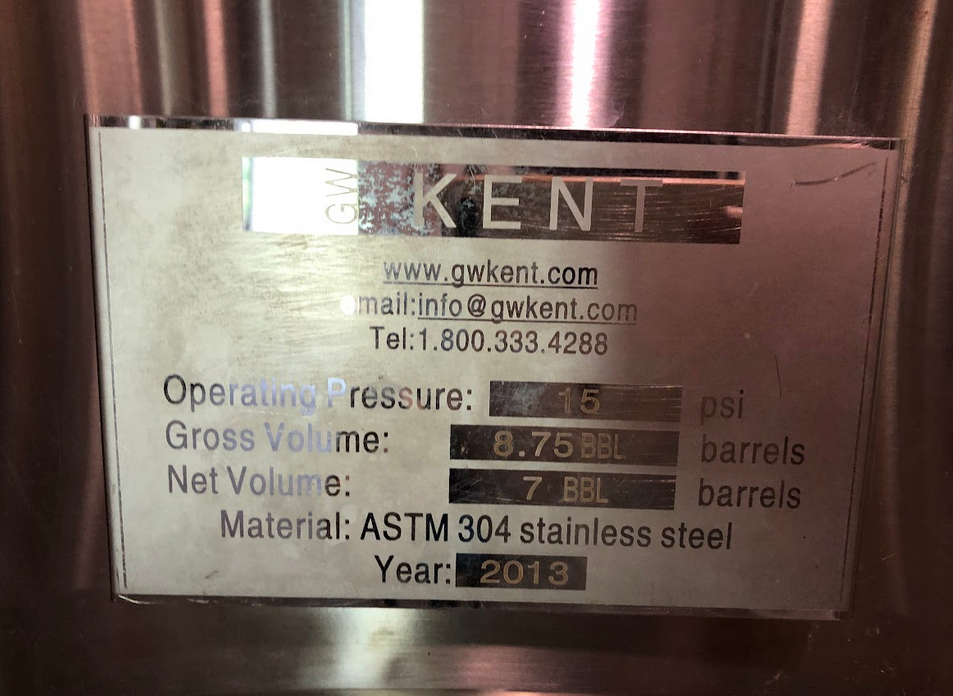 GW KENT
www.gwkent.com
email:info@gwkent.com
Tel:1.800.333.4288
Operating Pressure: 15 psi
Gross Volume: 8.75 BBL barrels
Net Volume: 7 BBL barrels
Material: ASTM 304 stainless steel
Year: 2013